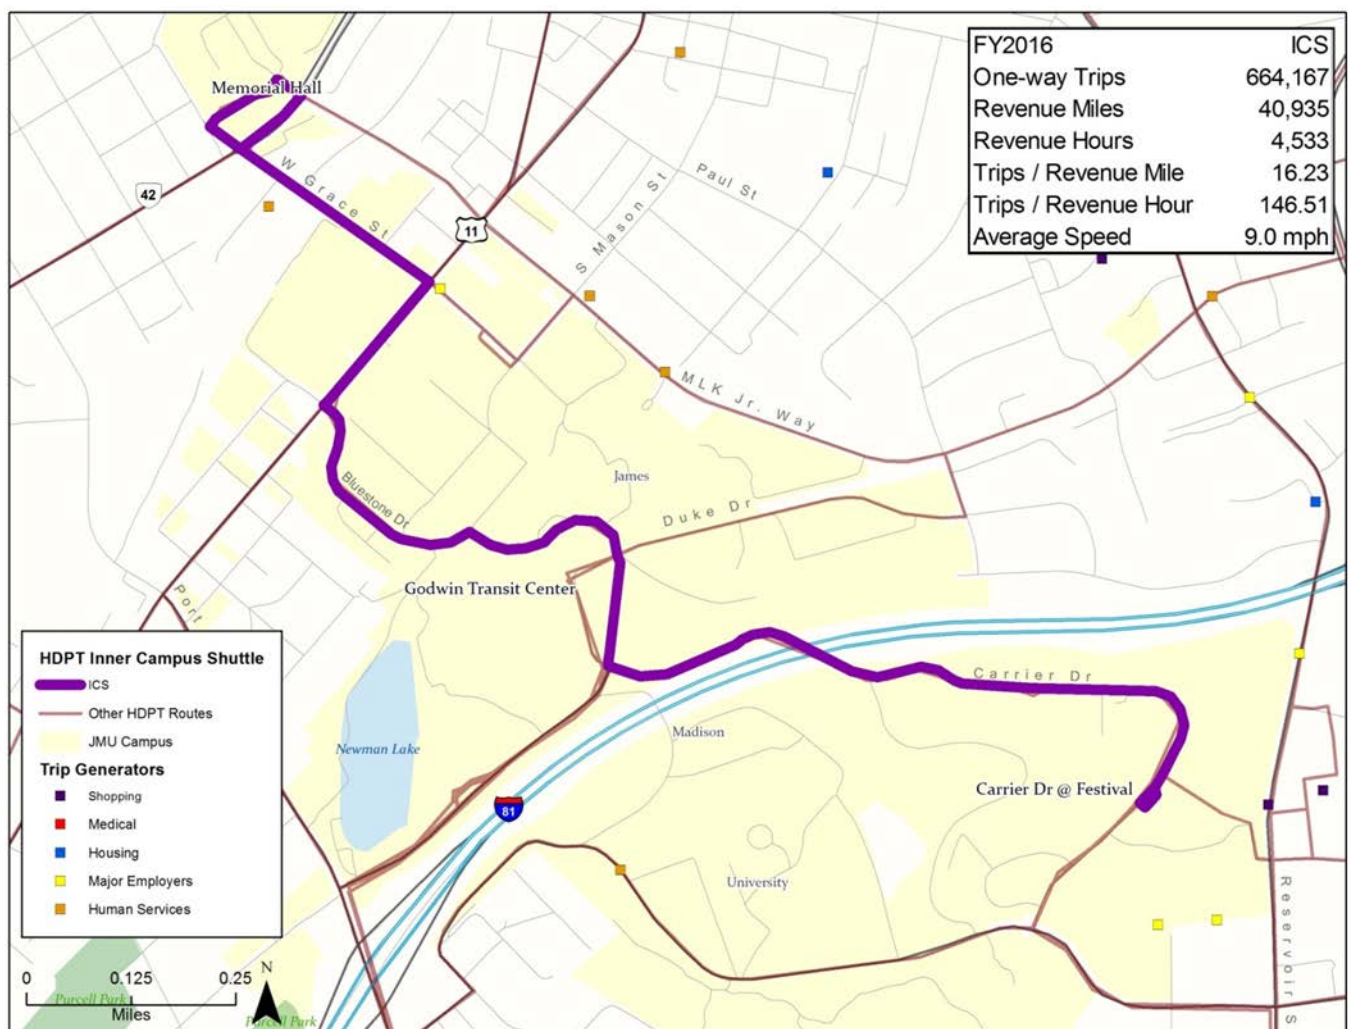 FY2016 ICS
One-way Trips 664,167
Revenue Miles 40,935
Revenue Hours 4,533
Trips / Revenue Mile 16.23
Trips / Revenue Hour 146.51
Average Speed 9.0 mph
Memorial Hall
42
W Grace St
11
S Mason St
Paul St
MLK Jr. Way
James
Bluestone Dr
Duke Dr
Godwin Transit Center
Port
Carrier Dr
Madison
Newman Lake
Carrier Dr @ Festival
81
University
Reservoir S
HDPT Inner Campus Shuttle
ICS
Other HDPT Routes
JMU Campus
Trip Generators
Shopping
Medical
Housing
Major Employers
Human Services
0 0.125 0.25
Miles
N
Purcell Park
Purcell Park